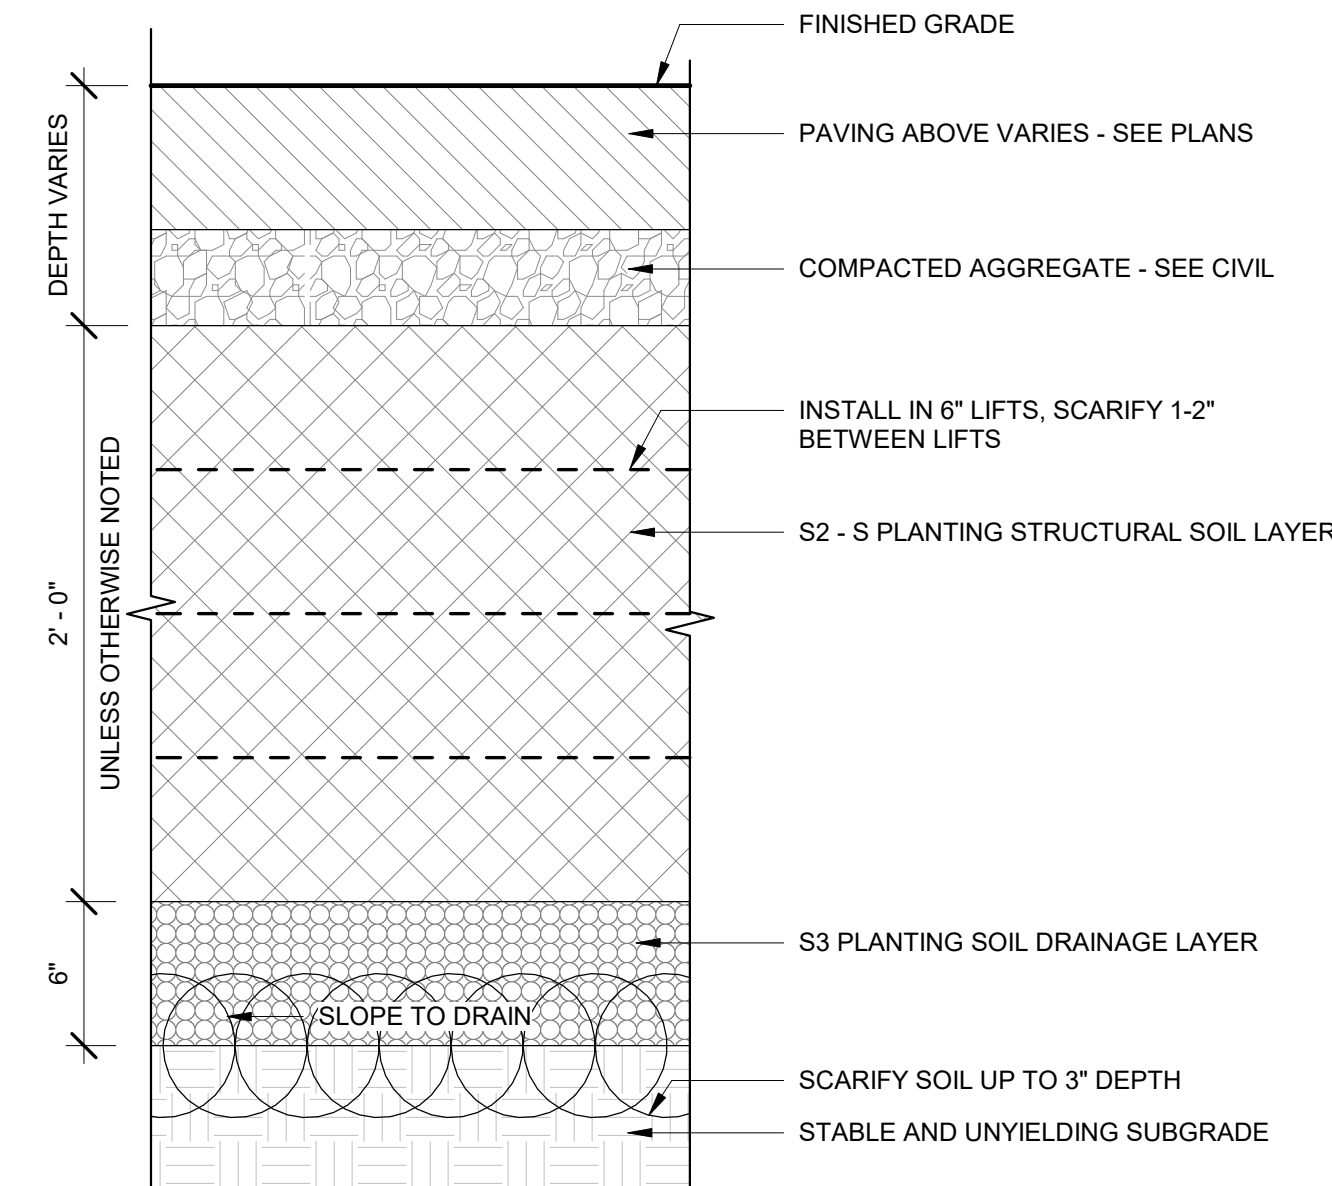 FINISHED GRADE
PAVING ABOVE VARIES - SEE PLANS
DEPTH VARIES
COMPACTED AGGREGATE - SEE CIVIL
INSTALL IN 6" LIFTS, SCARIFY 1-2"
BETWEEN LIFTS
S2 - S PLANTING STRUCTURAL SOIL LAYER
2' - 0"
UNLESS OTHERWISE NOTED
S3 PLANTING SOIL DRAINAGE LAYER
6"
SLOPE TO DRAIN
SCARIFY SOIL UP TO 3" DEPTH
STABLE AND UNYIELDING SUBGRADE